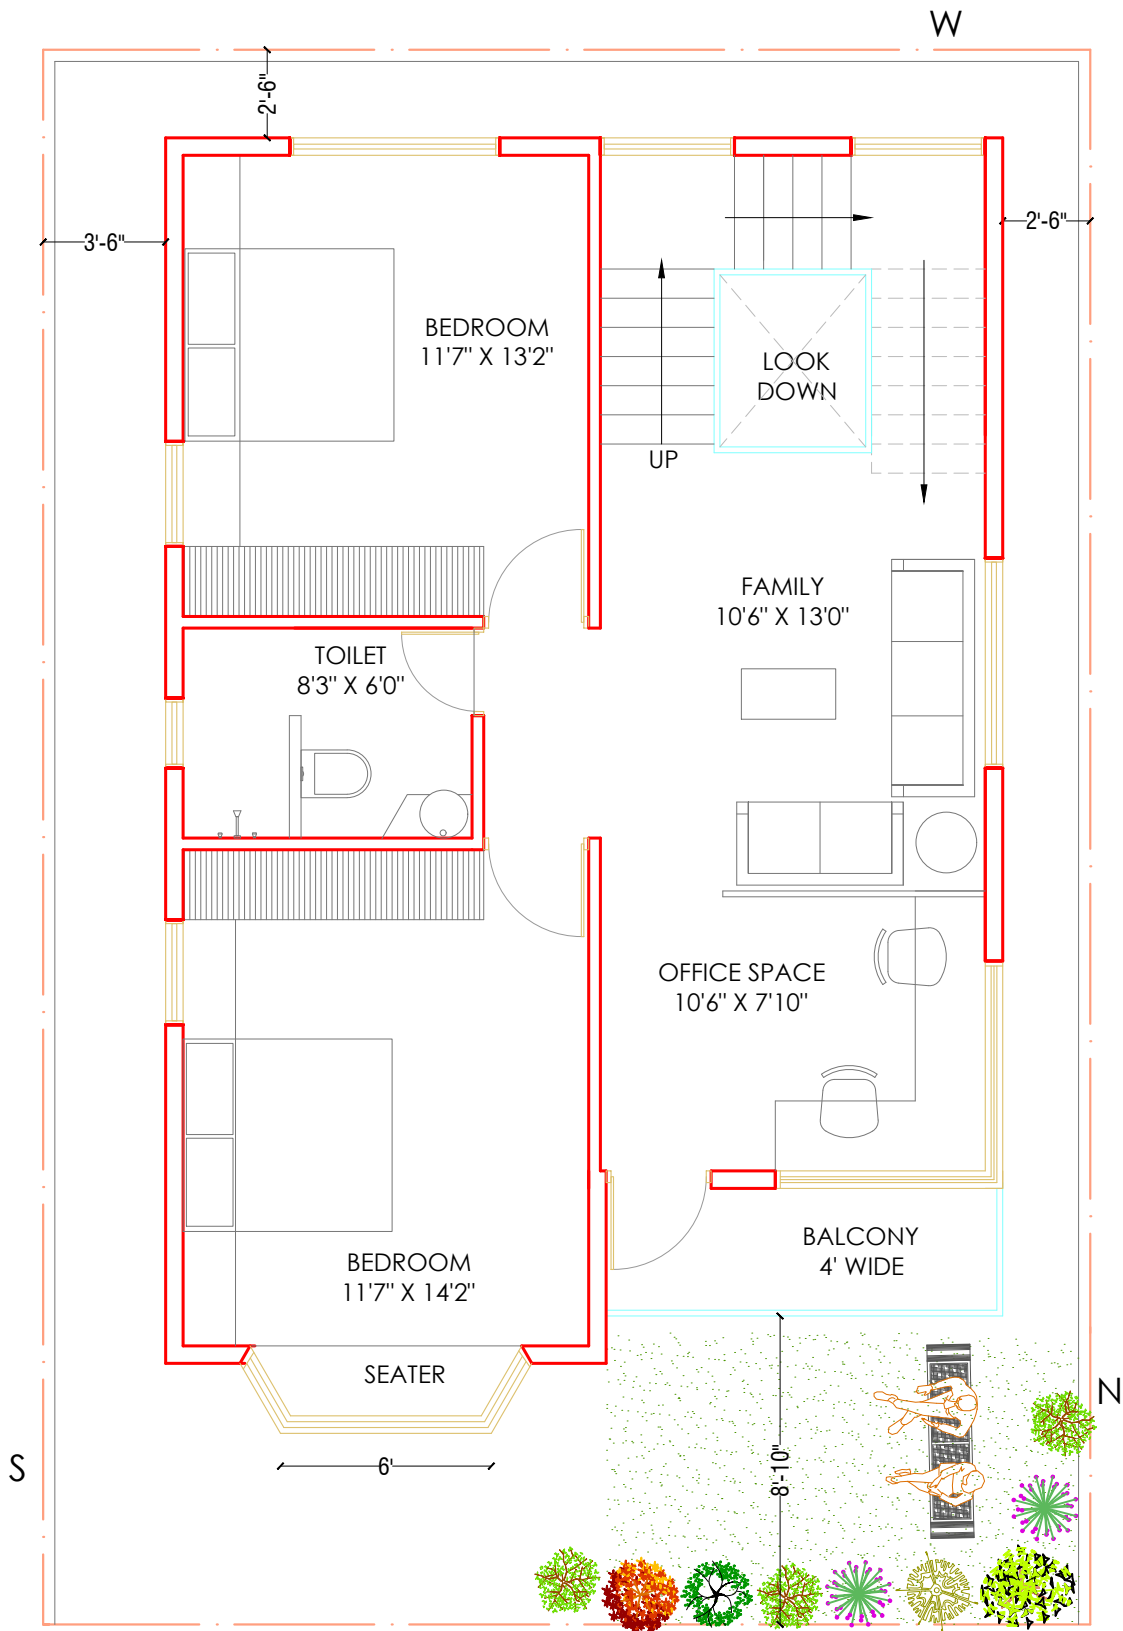 W
2'-6"
3'-6"
2'-6"
BEDROOM
11'7" X 13'2"
LOOK
DOWN
UP
FAMILY
10'6" X 13'0"
TOILET
8'3" X 6'0"
OFFICE SPACE
10'6" X 7'10"
BALCONY
4' WIDE
BEDROOM
11'7" X 14'2"
SEATER
N
S
6'
8'-10"